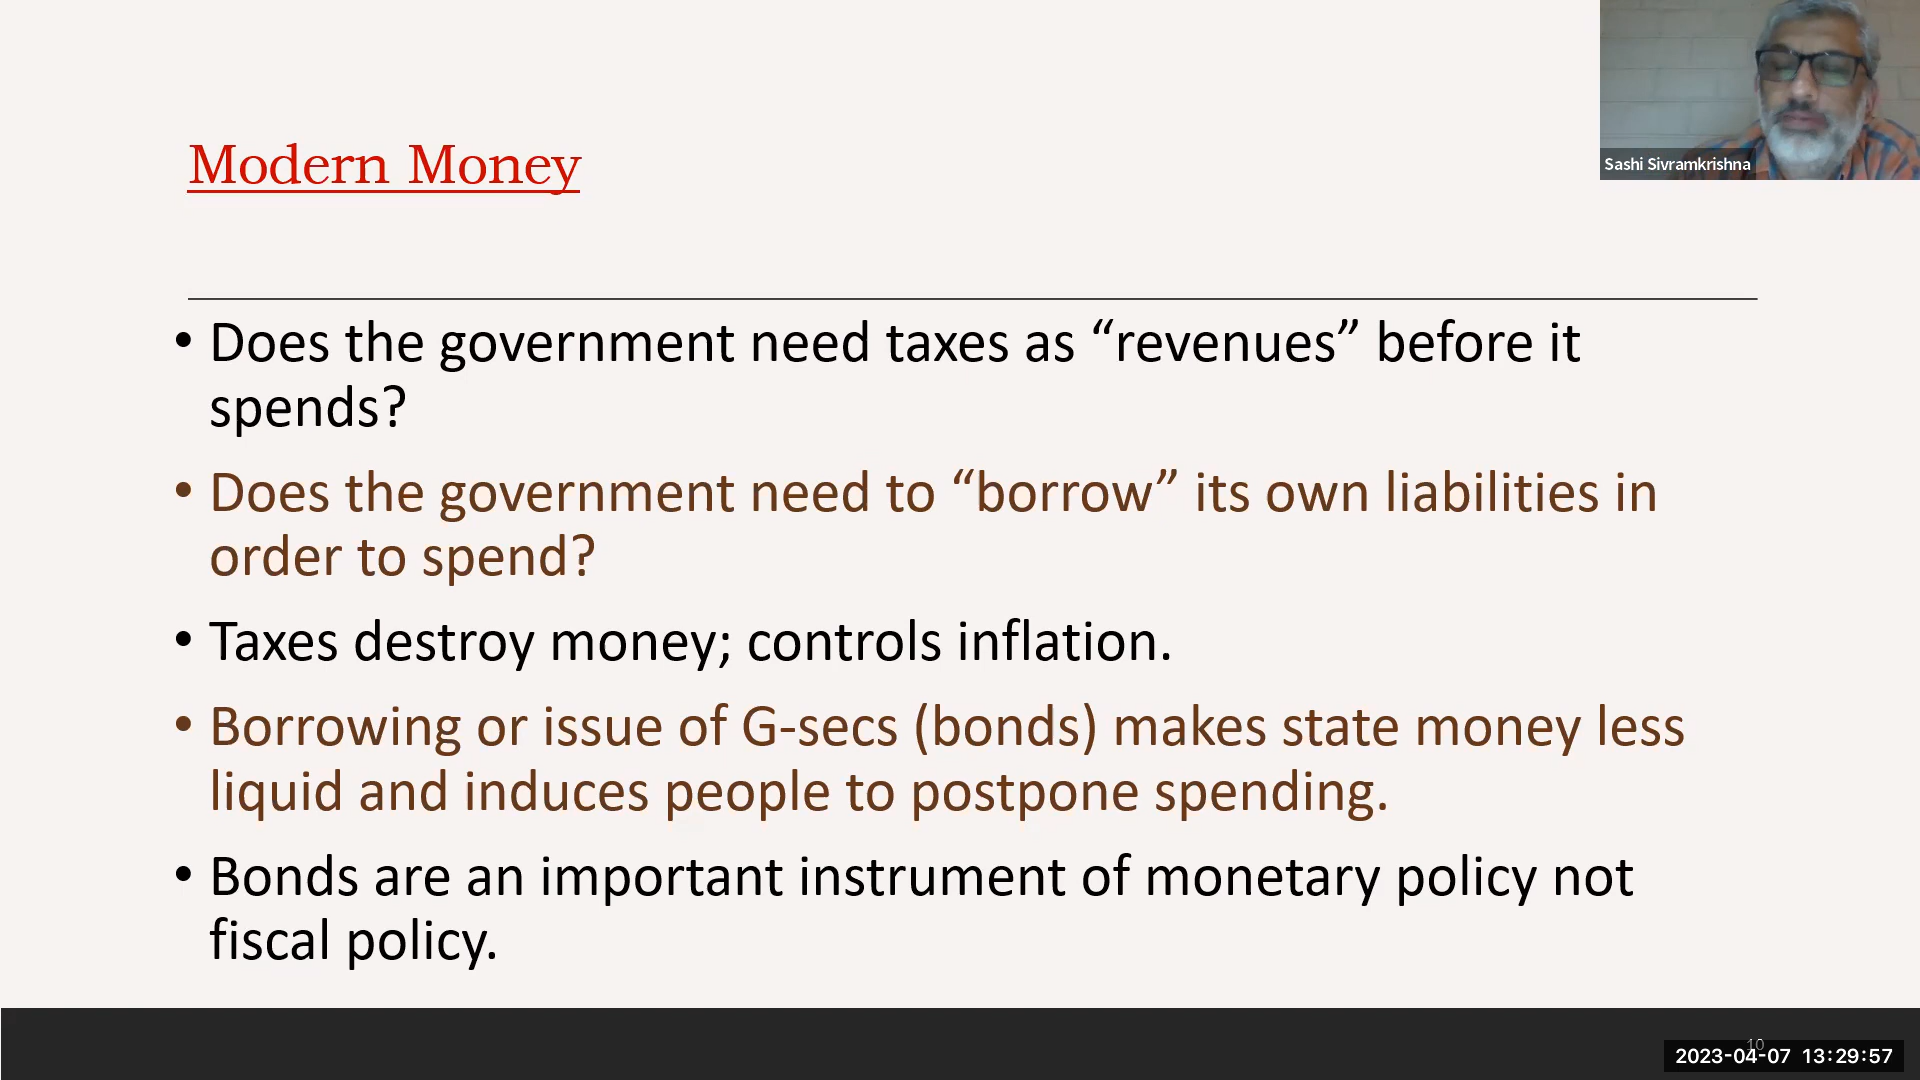 Sashi Sivramkrishna
Modern Money
• Does the government need taxes as “revenues” before it
spends?
• Does the government need to “borrow” its own liabilities in
order to spend?
• Taxes destroy money; controls inflation.
• Borrowing or issue of G-secs (bonds) makes state money less
liquid and induces people to postpone spending.
• Bonds are an important instrument of monetary policy not
fiscal policy.
10
2023-04-07 13:29:57